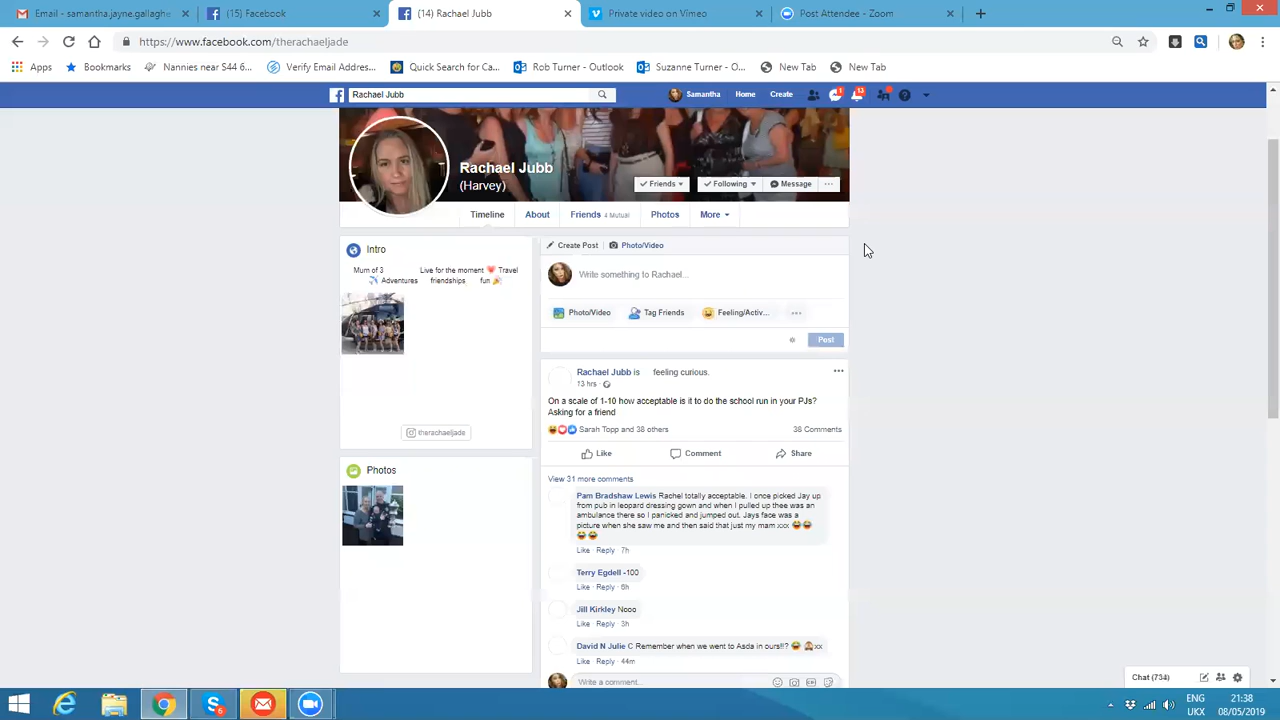 Email - samantha.jayne.gallaghe
(15) Facebook
(14) Rachael Jubb
Private video on Vimeo
Post Attendee - Zoom
https://www.facebook.com/therachaeljade
Apps
Bookmarks
Nannies near S44 6...
Verify Email Addres...
Quick Search for Ca...
Rob Turner - Outlook
Suzanne Turner - O...
New Tab
New Tab
Rachael Jubb
Samantha
Home
Create
1
13
Rachael Jubb
(Harvey)
Friends
Following
Message
Timeline
About
Friends 4 Mutual
Photos
More
Intro
Mum of 3 Live for the moment Travel
Adventures friendships fun
therachaeljade
Photos
Create Post
Photo/Video
Write something to Rachael...
Photo/Video
Tag Friends
Feeling/Activ...
Post
Rachael Jubb is feeling curious.
13 hrs
On a scale of 1-10 how acceptable is it to do the school run in your PJs?
Asking for a friend
Sarah Topp and 38 others
38 Comments
Like
Comment
Share
View 31 more comments
Pam Bradshaw Lewis Rachel totally acceptable. I once picked Jay up
from pub in leopard dressing gown and when I pulled up thee was an
ambulance there so I panicked and jumped out. Jays face was a
picture when she saw me and then said that just my mam xxx
Like · Reply · 7h
Terry Egdell -100
Like · Reply · 6h
Jill Kirkley Nooo
Like · Reply · 3h
David N Julie C Remember when we went to Asda in ours!!? xx
Like · Reply · 44m
Write a comment...
Chat (734)
6
ENG
UKX
21:38
08/05/2019